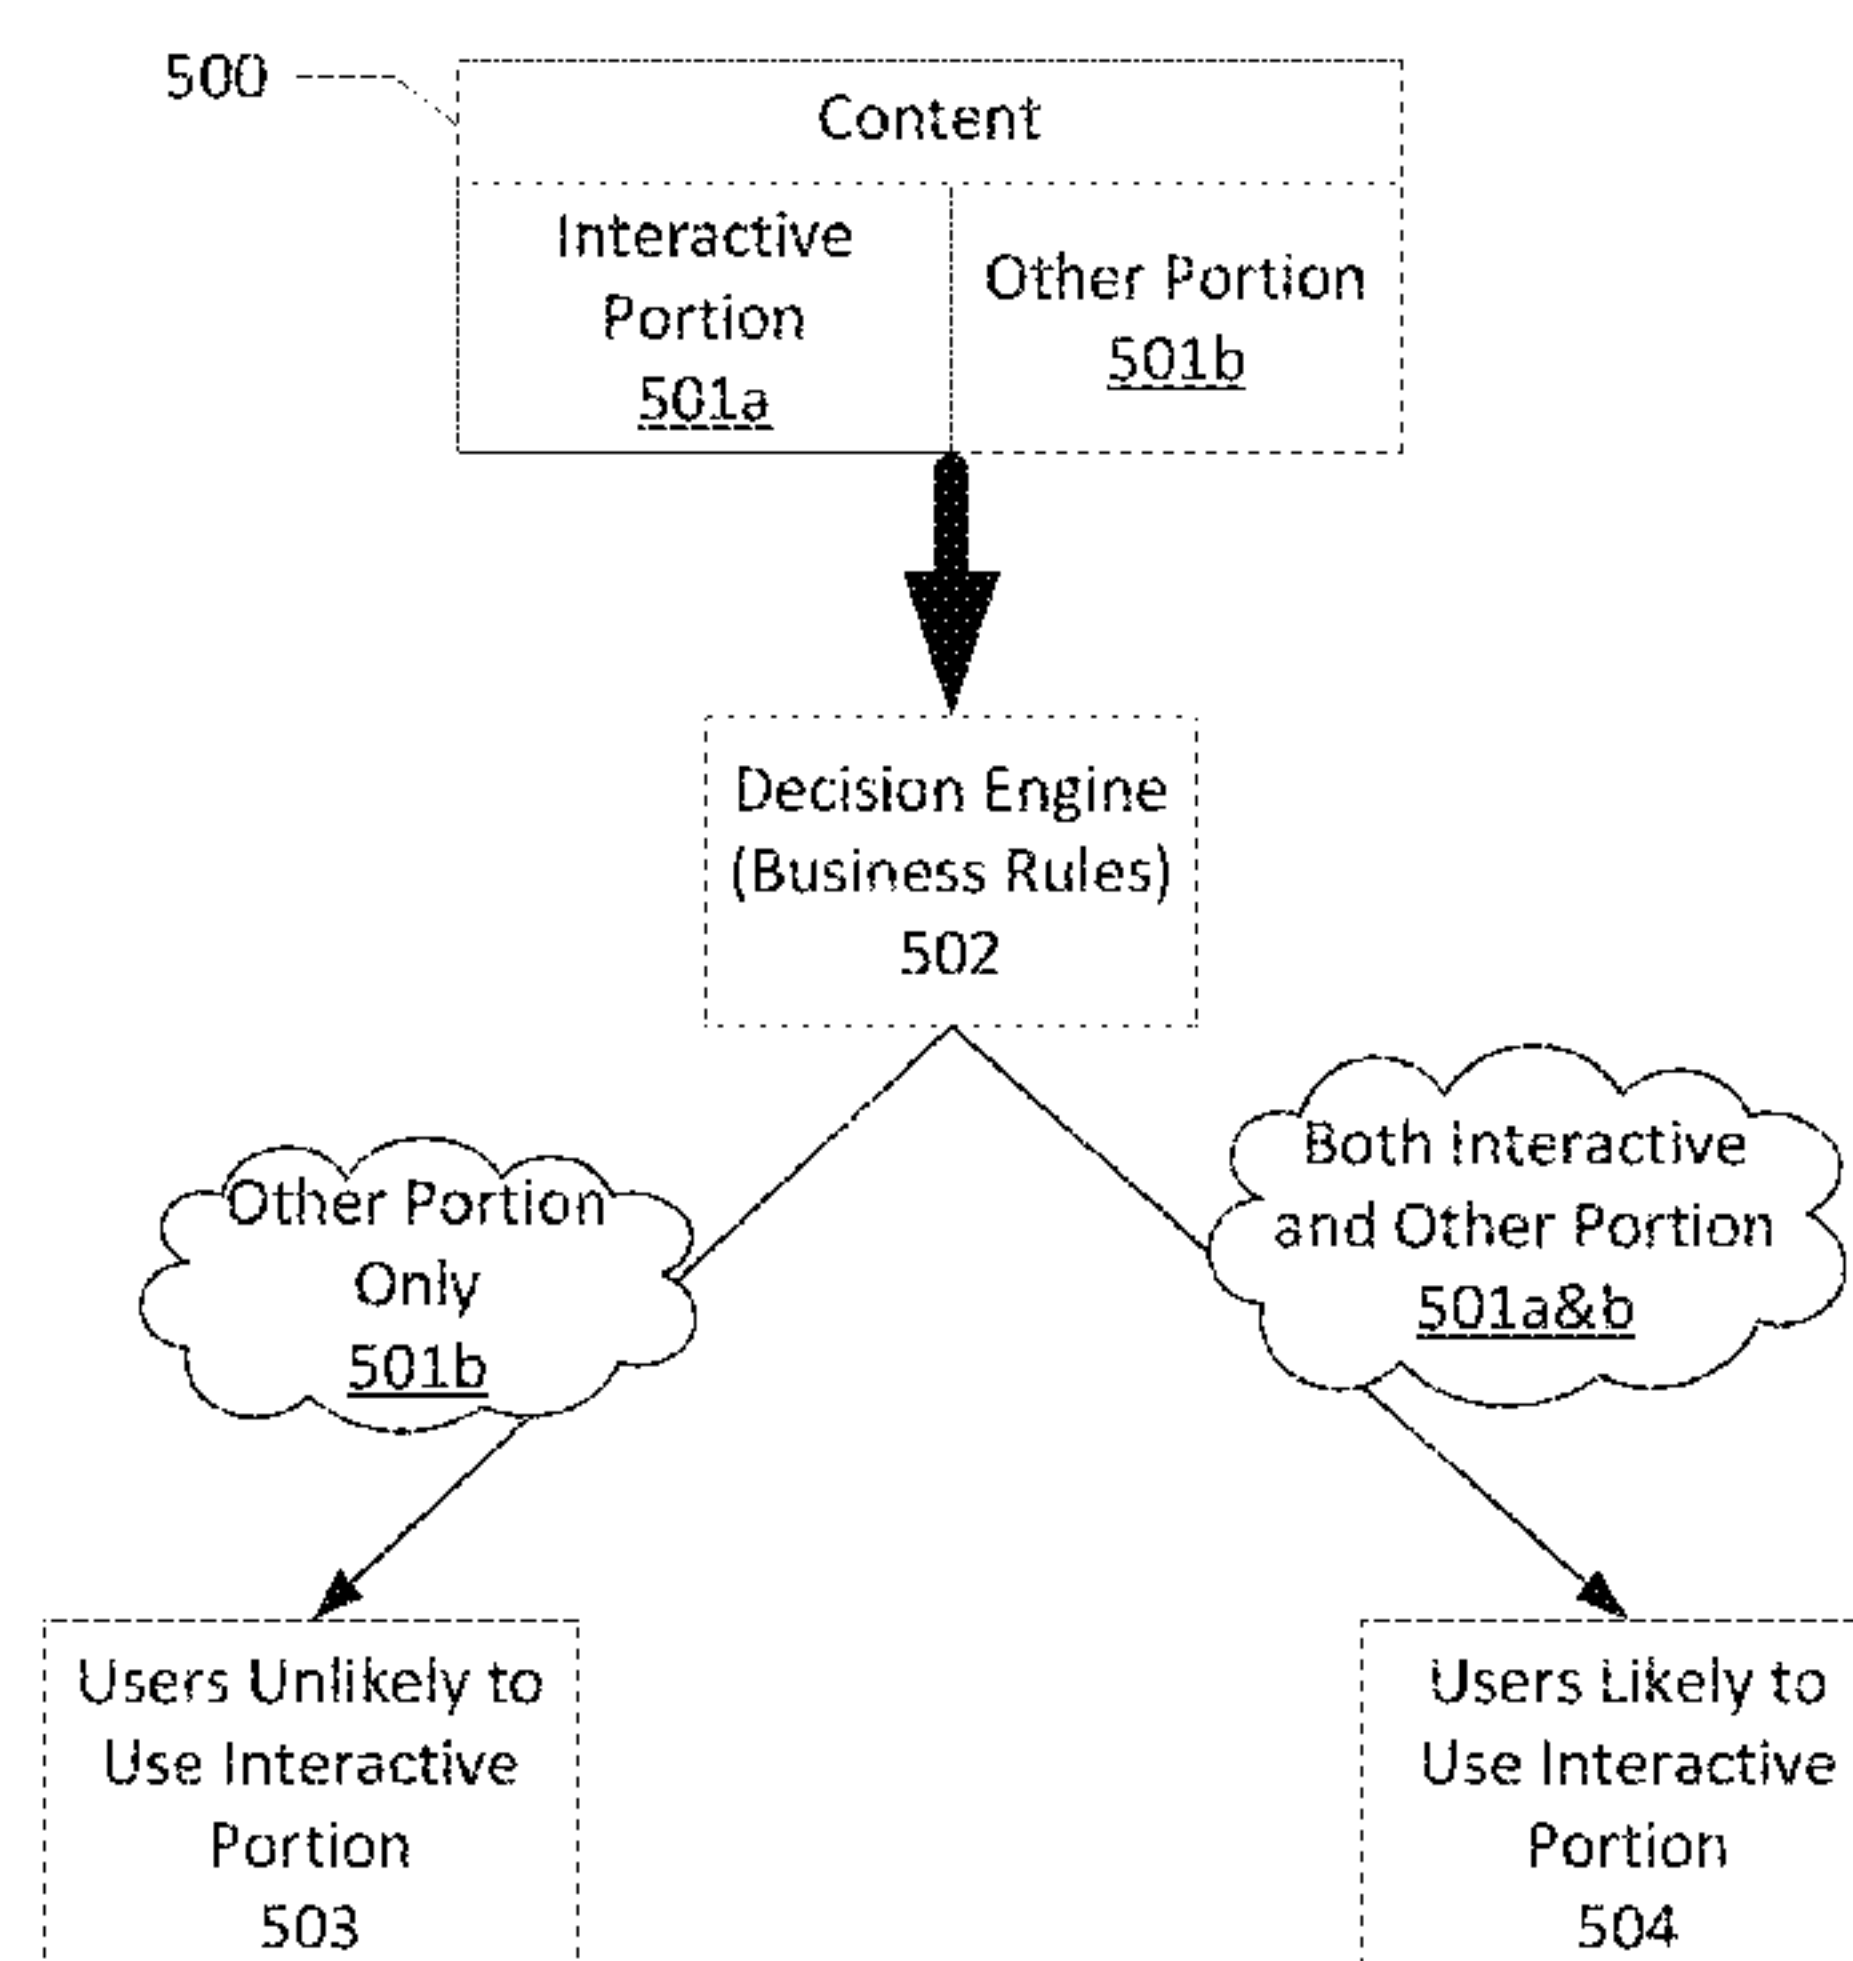 500
Content
Interactive
Portion
501a
Other Portion
501b
Decision Engine
(Business Rules)
502
Other Portion
Only
501b
Both Interactive
and Other Portion
501a&b
Users Unlikely to
Use Interactive
Portion
503
Users Likely to
Use Interactive
Portion
504